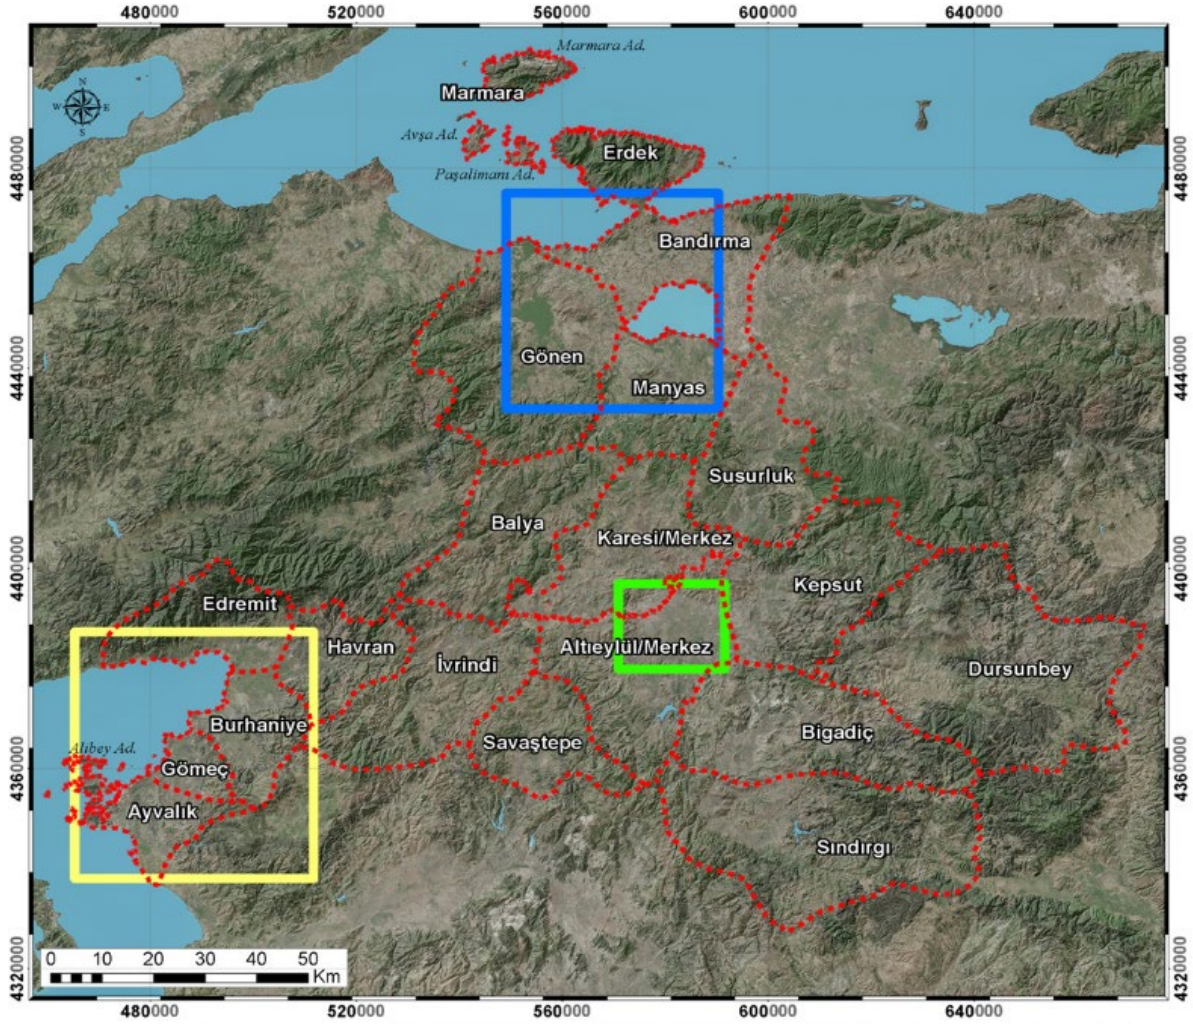 480000 520000 560000 600000 640000
Marmara Ad.
N
Marmara
W E
S
Avşa Ad.
Erdek
4480000 4480000
Paşalimanı Ad.
Bandırma
Gönen
4440000 4440000
Manyas
Susurluk
Balya
Karesi/Merkez
4400000 4400000
Kepsut
Edremit
Havran
Altıeylül/Merkez
İvrindi
Dursunbey
Burhaniye
Bigadiç
Savaştepe
Alibey Ad.
4360000 4360000
Gömeç
Ayvalık
Sındırgı
4320000 4320000
0 10 20 30 40 50
Km
480000 520000 560000 600000 640000